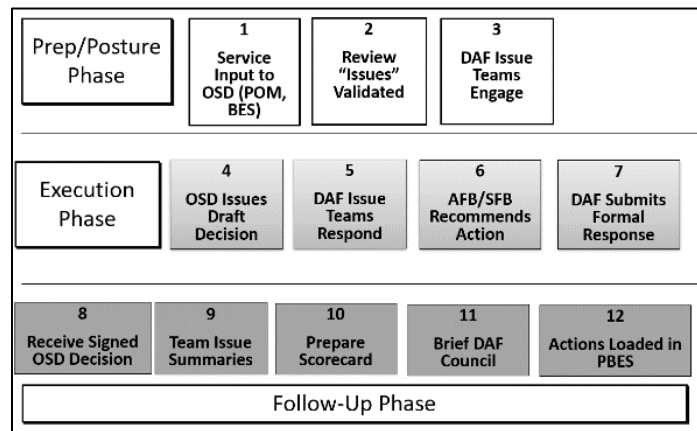 Prep/Posture
Phase
1
Service
Input to
OSD (POM,
BES)
2
Review
“Issues”
Validated
3
DAF Issue
Teams
Engage
Execution
Phase
4
OSD Issues
Draft
Decision
5
DAF Issue
Teams
Respond
6
AFB/SFB
Recommends
Action
7
DAF Submits
Formal
Response
8
Receive Signed
OSD Decision
9
Team Issue
Summaries
10
Prepare
Scorecard
11
Brief DAF
Council
12
Actions Loaded in
PBES
Follow-Up Phase